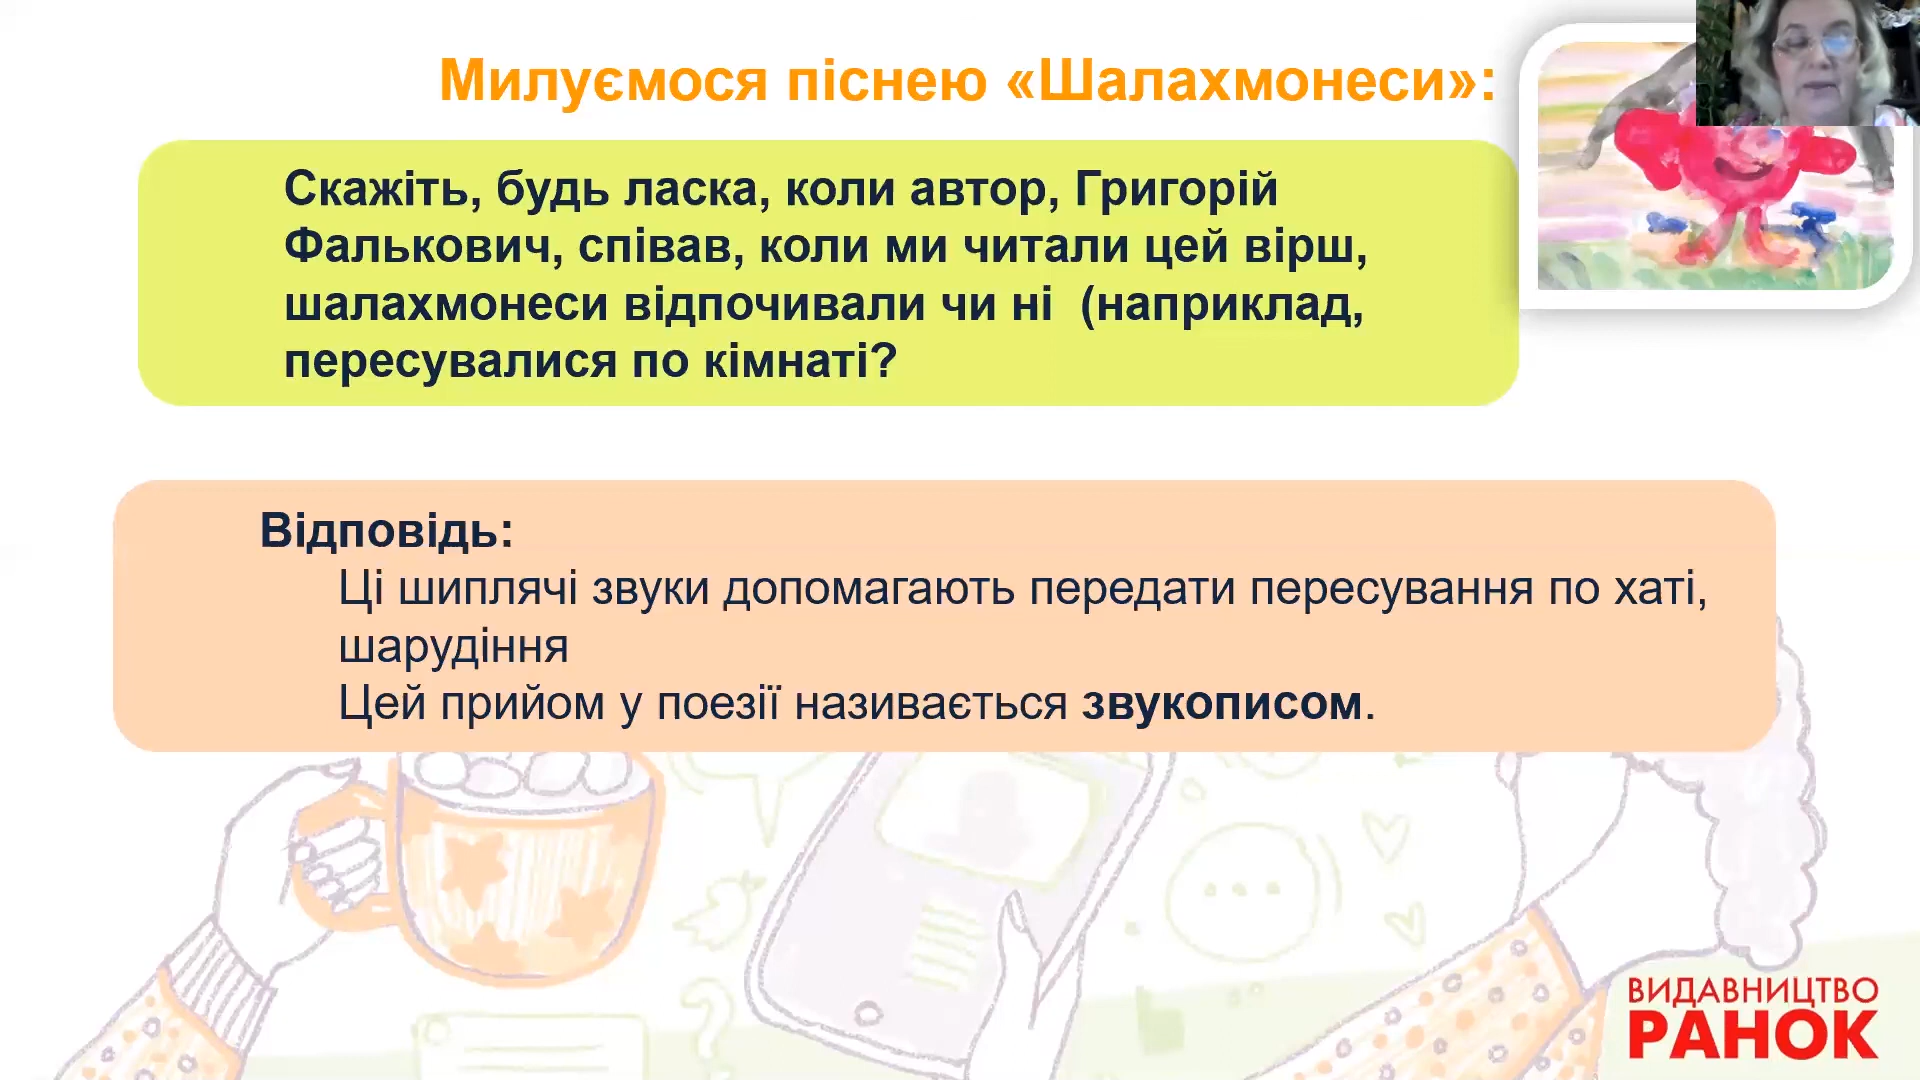 Милуємося піснею «Шалахмонеси»:
Скажіть, будь ласка, коли автор, Григорій
Фалькович, співав, коли ми читали цей вірш,
шалахмонеси відпочивали чи ні  (наприклад,
пересувалися по кімнаті?
Відповідь:
Ці шиплячі звуки допомагають передати пересування по хаті,
шарудіння
Цей прийом у поезії називається звукописом.
ВИДАВНИЦТВО
РАНОК